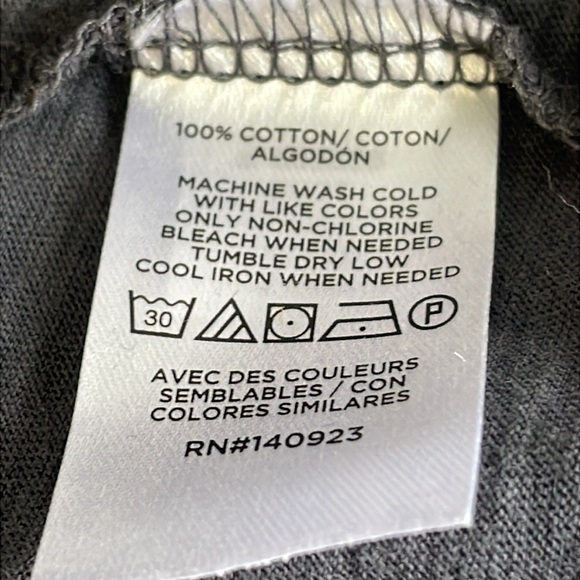 100% COTTON/ COTON/
ALGODÓN
MACHINE WASH COLD
WITH LIKE COLORS
ONLY NON-CHLORINE
BLEACH WHEN NEEDED
TUMBLE DRY LOW
COOL IRON WHEN NEEDED
30 P
AVEC DES COULEURS
SEMBLABLES / CON
COLORES SIMILARES
RN#140923